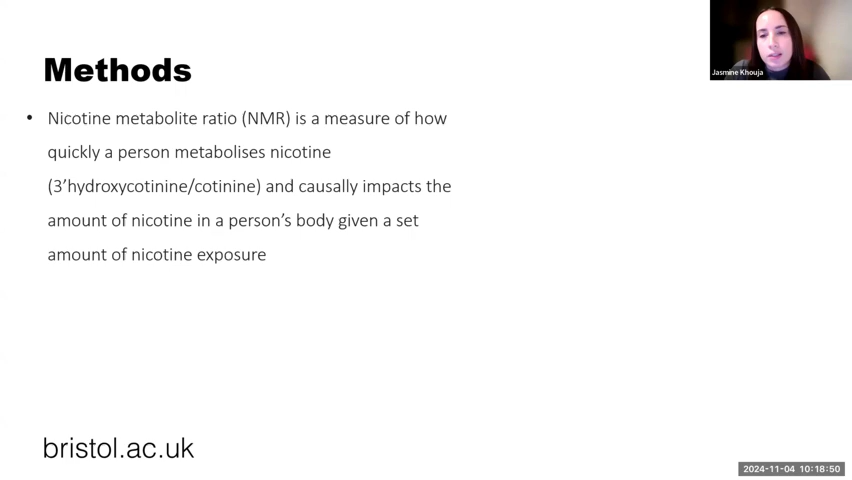 Jasmine Khouja
Methods
• Nicotine metabolite ratio (NMR) is a measure of how
quickly a person metabolises nicotine
(3’hydroxycotinine/cotinine) and causally impacts the
amount of nicotine in a person’s body given a set
amount of nicotine exposure
bristol.ac.uk
2024-11-04 10:18:50